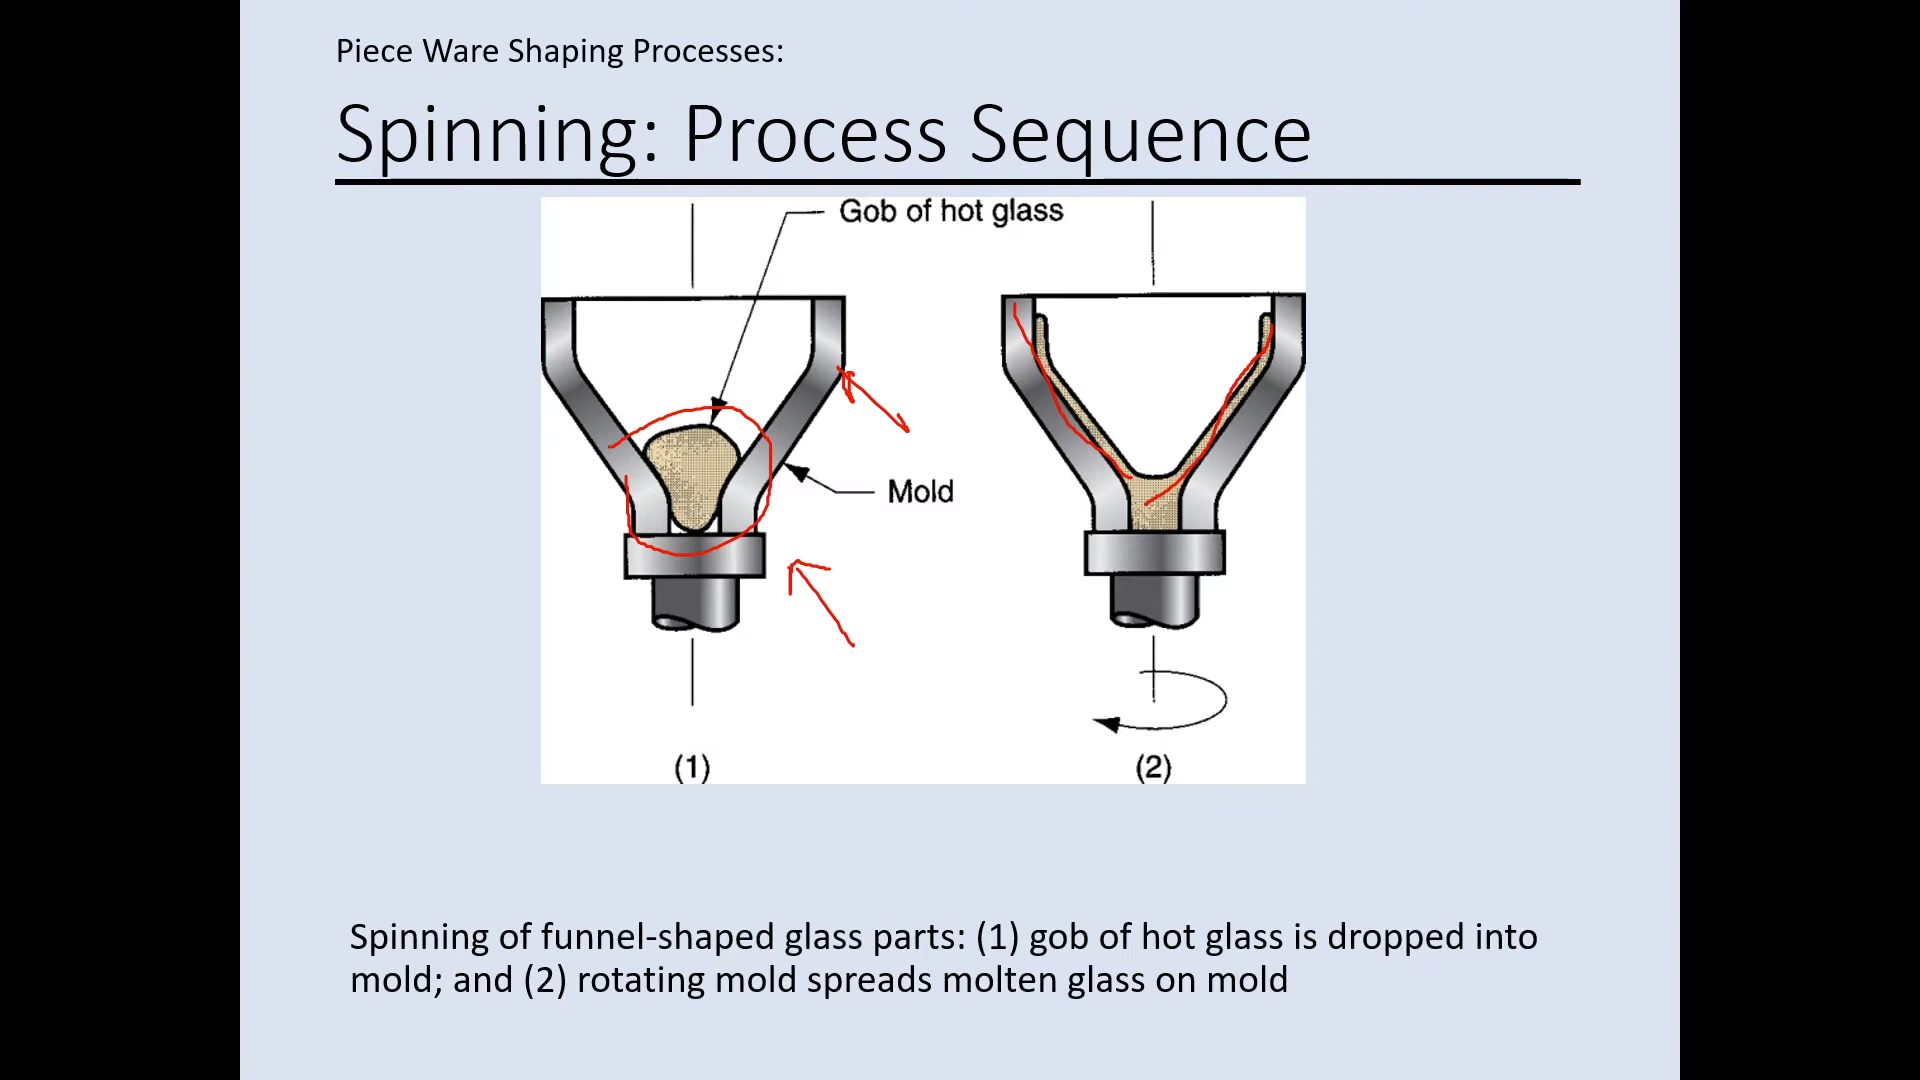 Piece Ware Shaping Processes:
Spinning: Process Sequence
Gob of hot glass
Mold
(1)
(2)
Spinning of funnel-shaped glass parts: (1) gob of hot glass is dropped into
mold; and (2) rotating mold spreads molten glass on mold